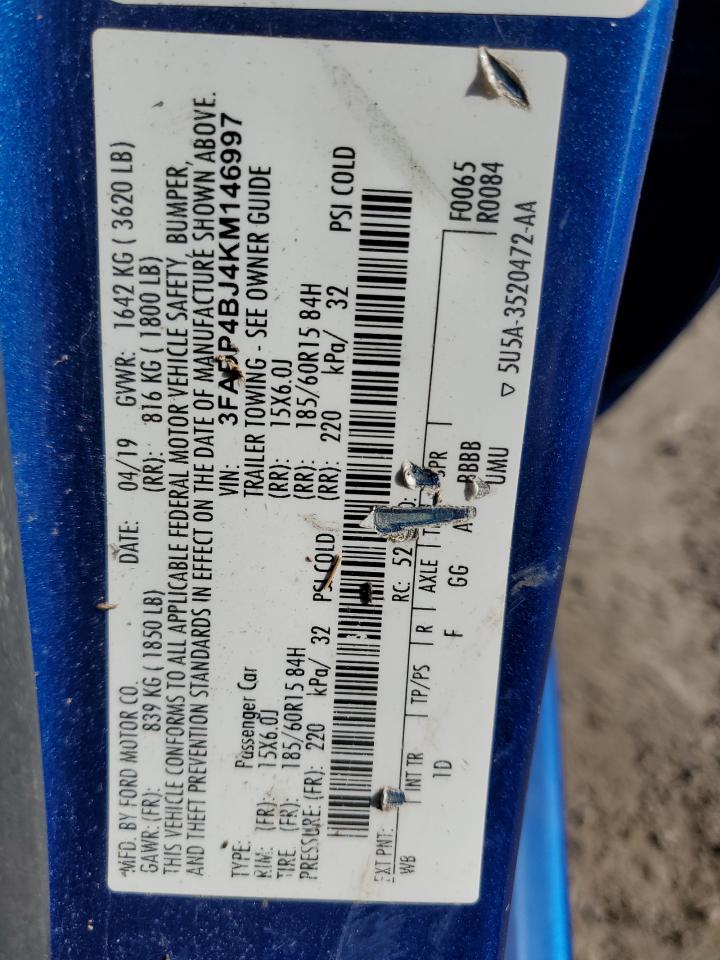 MFD. BY FORD MOTOR CO. DATE: 04/19 GVWR: 1642 KG ( 3620 LB)
GAWR: (FR): 839 KG ( 1850 LB) (RR): 816 KG ( 1800 LB)
THIS VEHICLE CONFORMS TO ALL APPLICABLE FEDERAL MOTOR VEHICLE SAFETY, BUMPER,
AND THEFT PREVENTION STANDARDS IN EFFECT ON THE DATE OF MANUFACTURE SHOWN ABOVE.
VIN: 3FADP4BJ4KM146997
TYPE: Passenger Car TRAILER TOWING - SEE OWNER GUIDE
RIM: (FR): 15X6.0J (RR): 15X6.0J
TIRE: (FR): 185/60R15 84H (RR): 185/60R15 84H
PRESSURE: (FR): 220 kPa/ 32 PSI COLD (RR): 220 kPa/ 32 PSI COLD
EXT PNT: RC: 52 F0065
WB INT TR TP/PS R AXLE SPR R0084
1D F GG BBBB
UMU
▽ 5U5A-3520472-AA